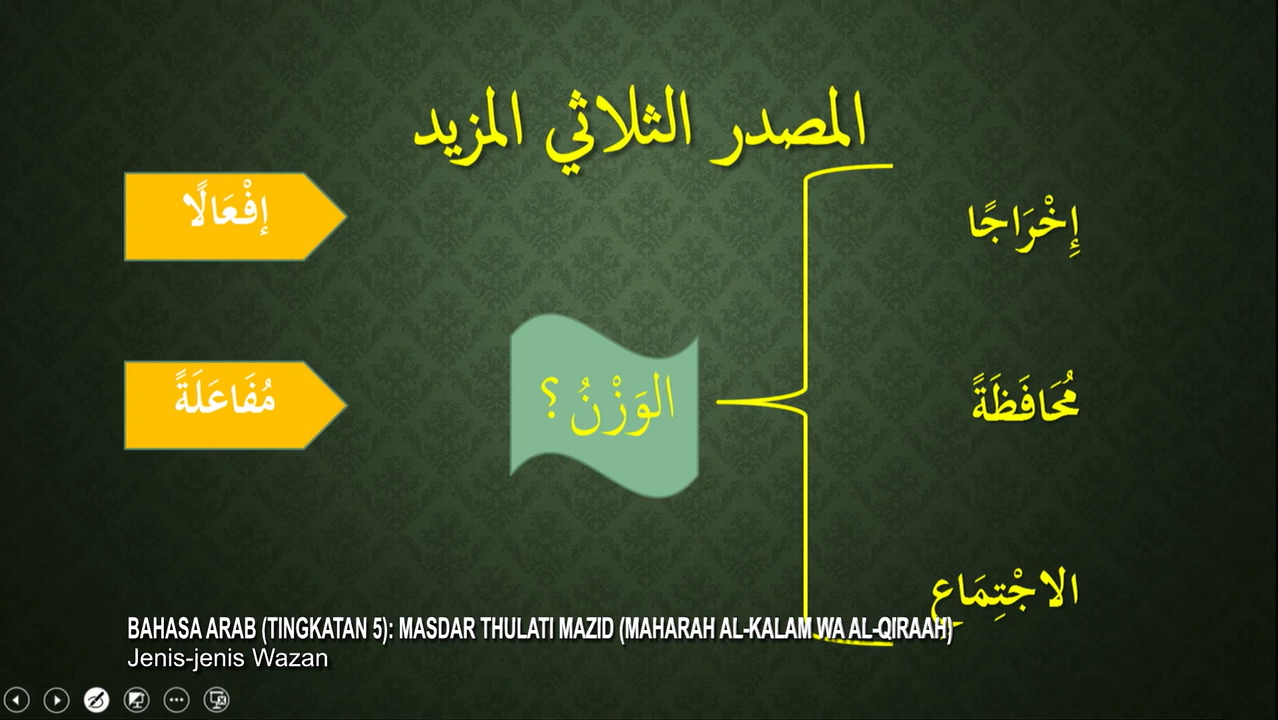 المصدر الثلاثي المزيد
إِخْرَاجًا
إفْعَالًا
مُحَافَظَةً
الوَزْنُ ؟
مُفَاعَلَةً
الاجْتِمَاعِ
BAHASA ARAB (TINGKATAN 5): MASDAR THULATI MAZID (MAHARAH AL-KALAM WA AL-QIRAAH)
Jenis-jenis Wazan